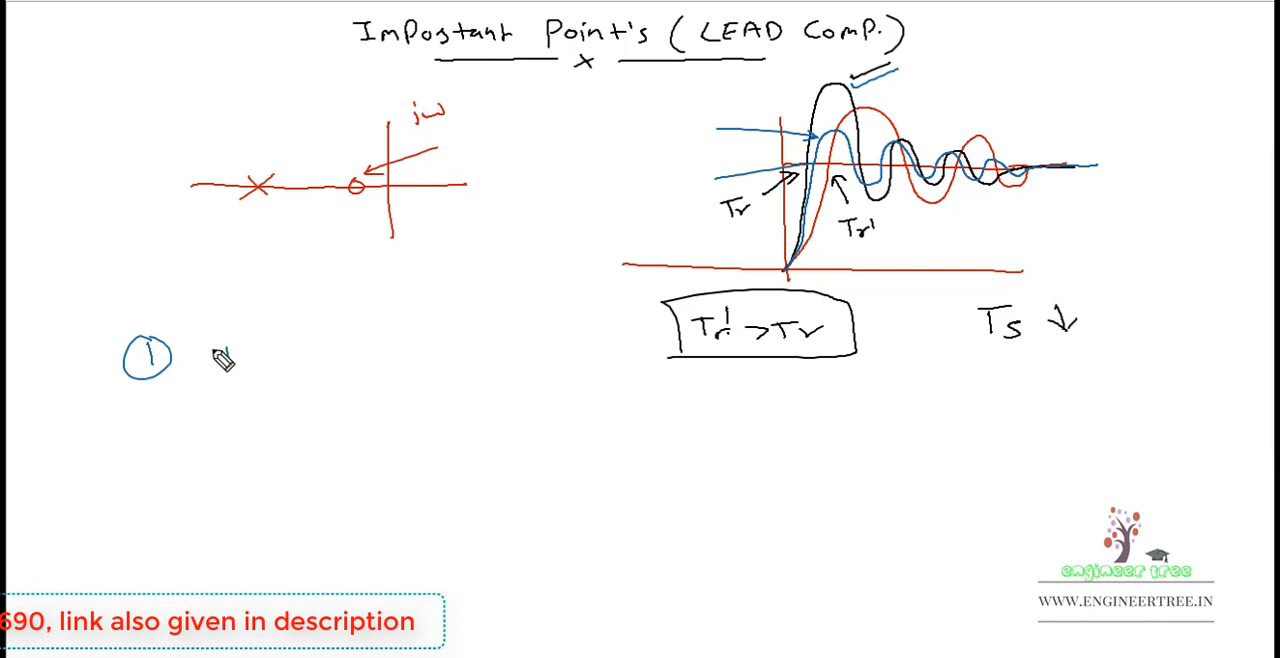 Impostant Point's ( LEAD Comp.)
x
jω
Tr
Tr'
Tr' > Tr
Ts ↓
1
engineer tree
WWW.ENGINEERTREE.IN
690, link also given in description